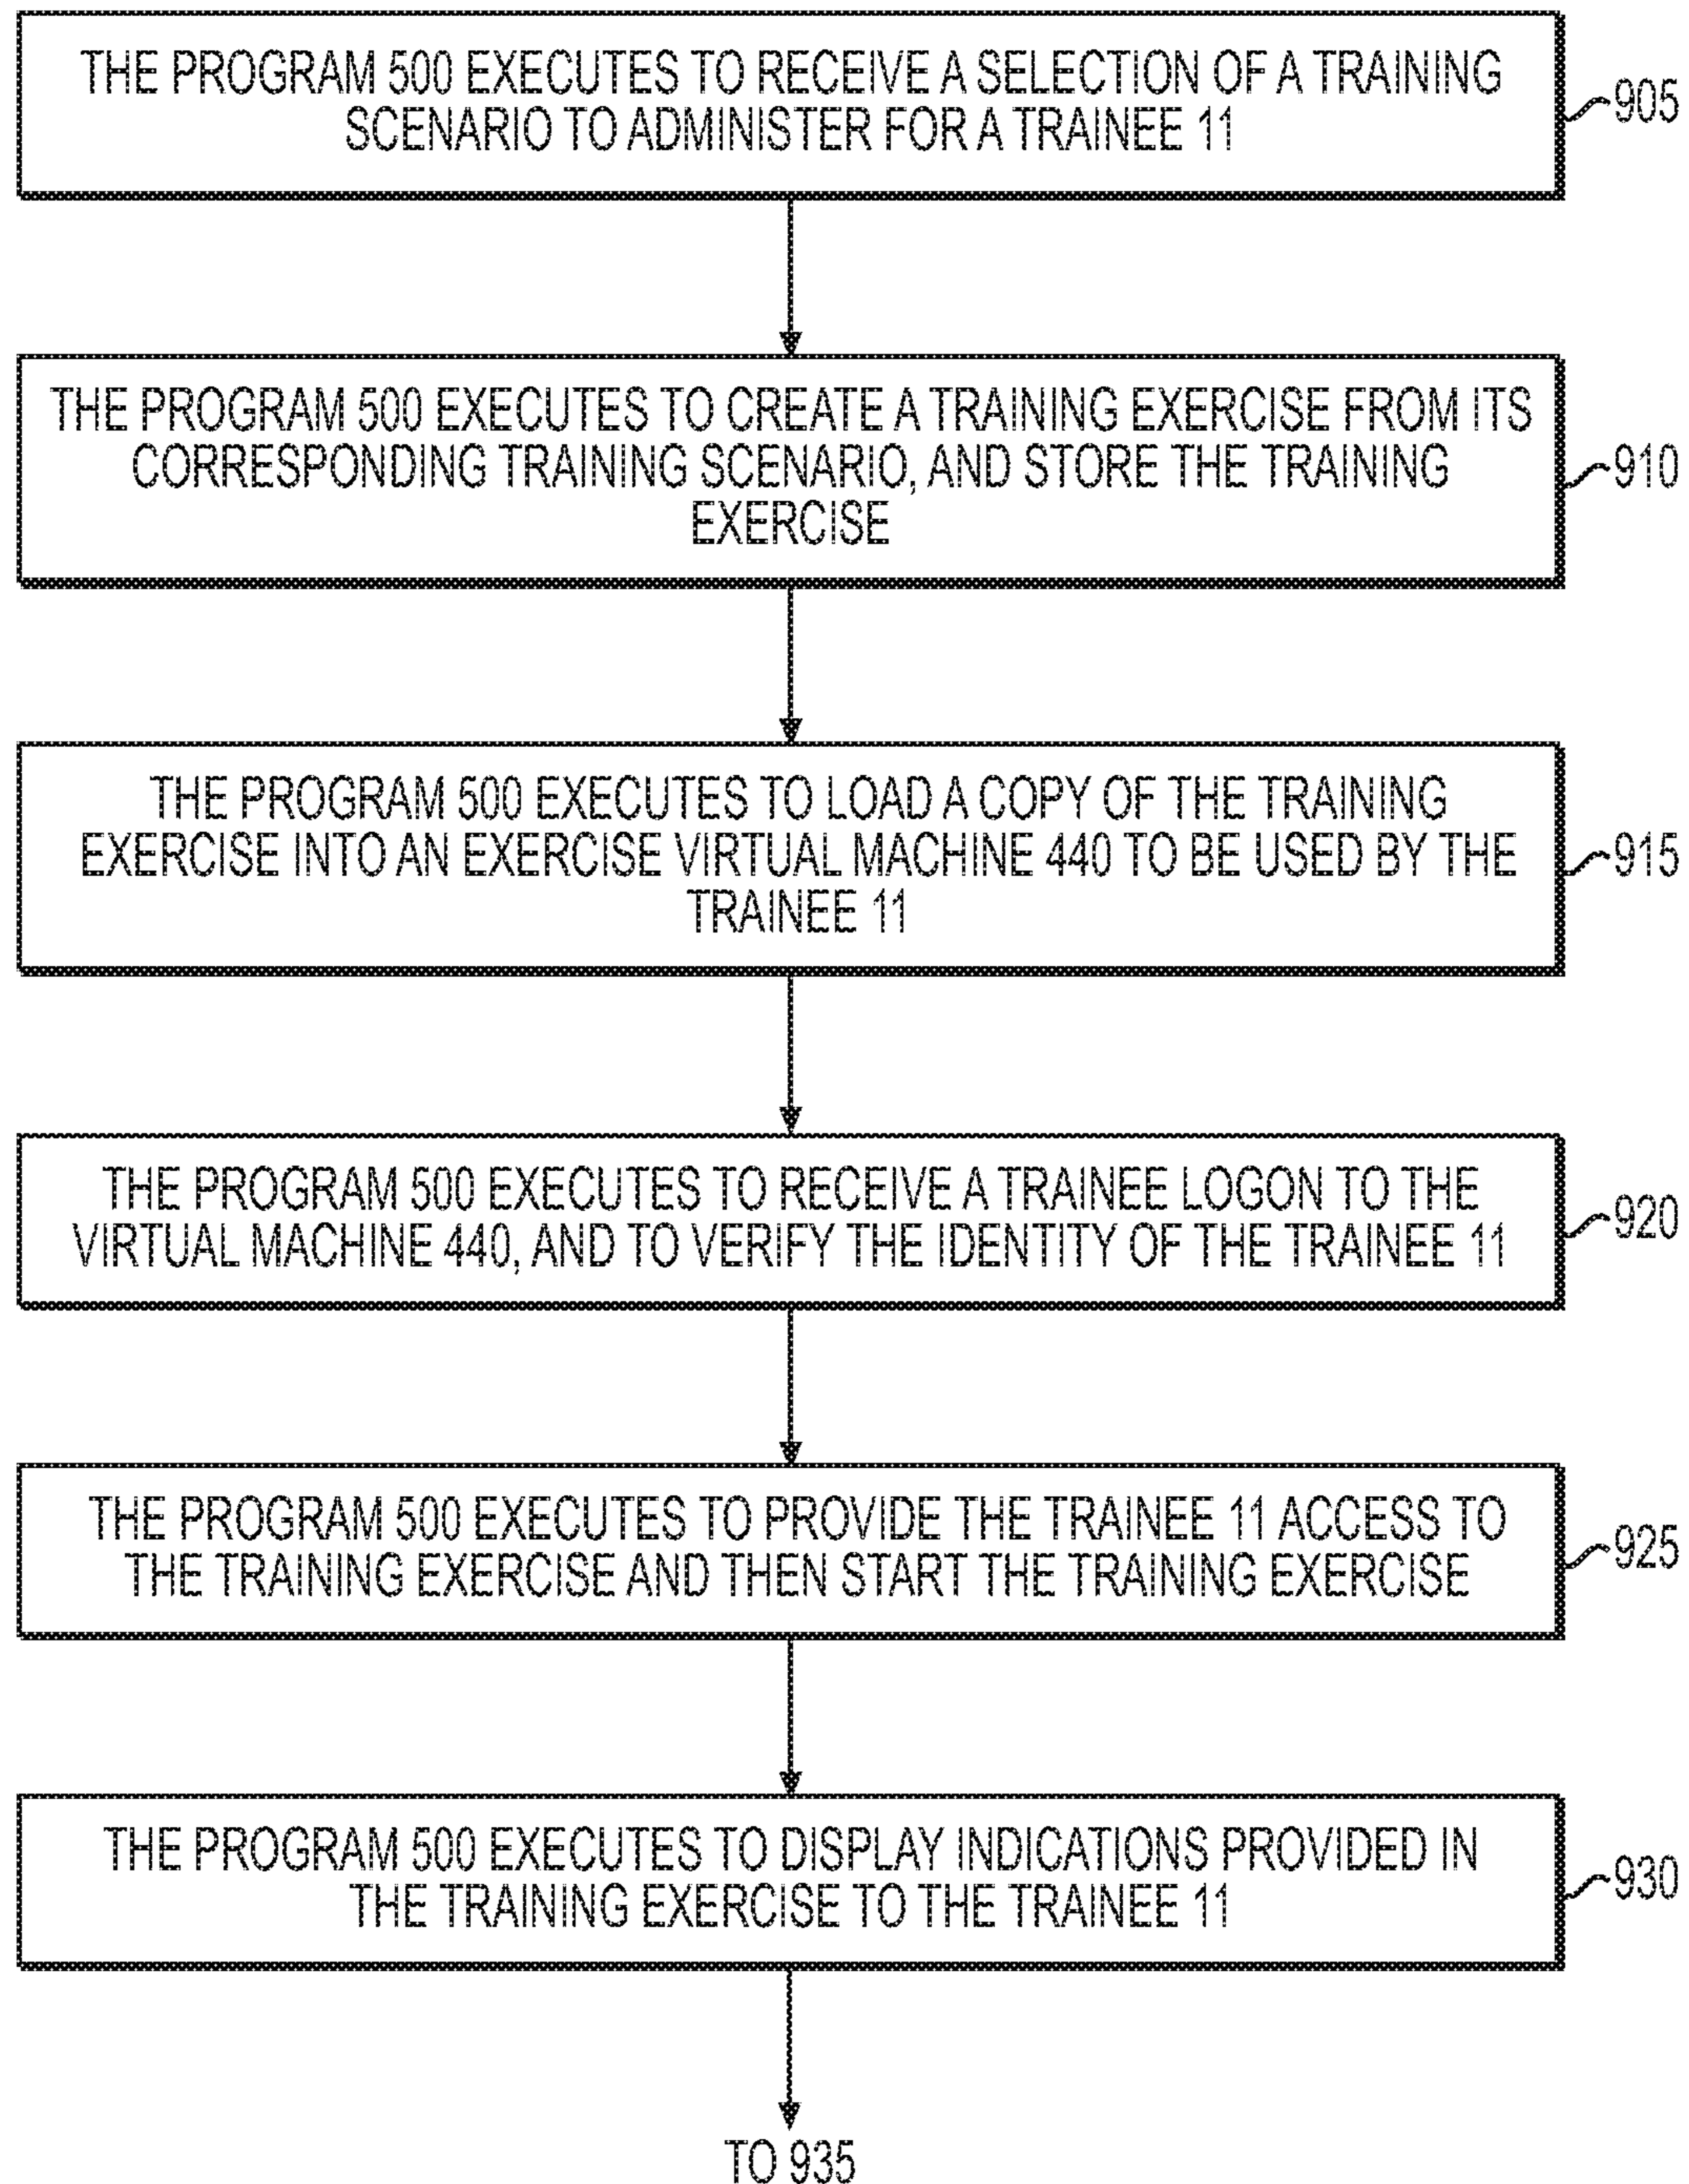 THE PROGRAM 500 EXECUTES TO RECEIVE A SELECTION OF A TRAINING
SCENARIO TO ADMINISTER FOR A TRAINEE 11
905
THE PROGRAM 500 EXECUTES TO CREATE A TRAINING EXERCISE FROM ITS
CORRESPONDING TRAINING SCENARIO, AND STORE THE TRAINING
EXERCISE
910
THE PROGRAM 500 EXECUTES TO LOAD A COPY OF THE TRAINING
EXERCISE INTO AN EXERCISE VIRTUAL MACHINE 440 TO BE USED BY THE
TRAINEE 11
915
THE PROGRAM 500 EXECUTES TO RECEIVE A TRAINEE LOGON TO THE
VIRTUAL MACHINE 440, AND TO VERIFY THE IDENTITY OF THE TRAINEE 11
920
THE PROGRAM 500 EXECUTES TO PROVIDE THE TRAINEE 11 ACCESS TO
THE TRAINING EXERCISE AND THEN START THE TRAINING EXERCISE
925
THE PROGRAM 500 EXECUTES TO DISPLAY INDICATIONS PROVIDED IN
THE TRAINING EXERCISE TO THE TRAINEE 11
930
TO 935